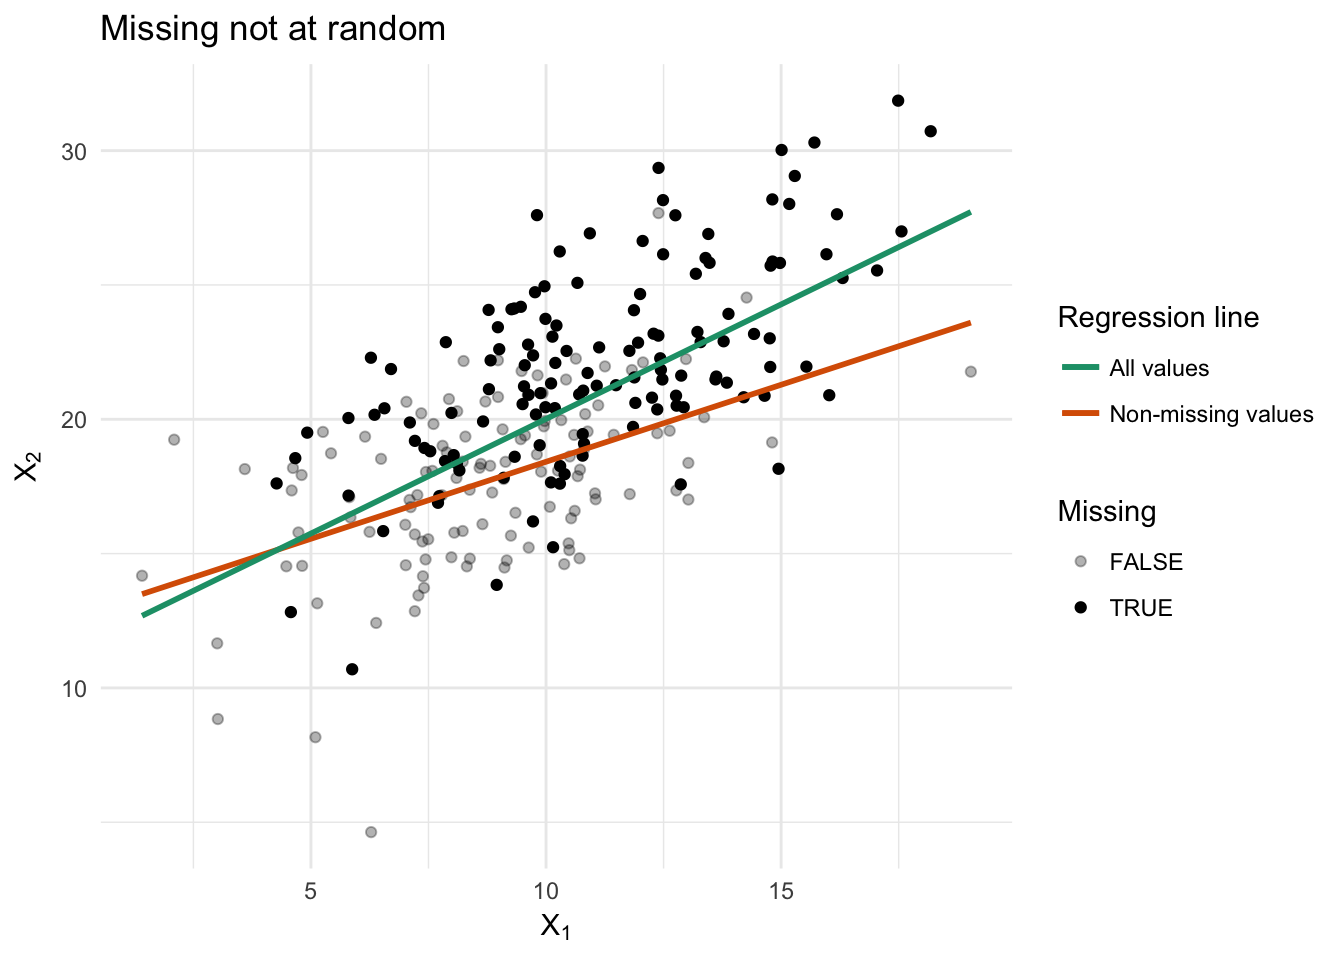 Missing not at random
30
20
10
X₂
5
10
15
X₁
Regression line
All values
Non-missing values
Missing
FALSE
TRUE